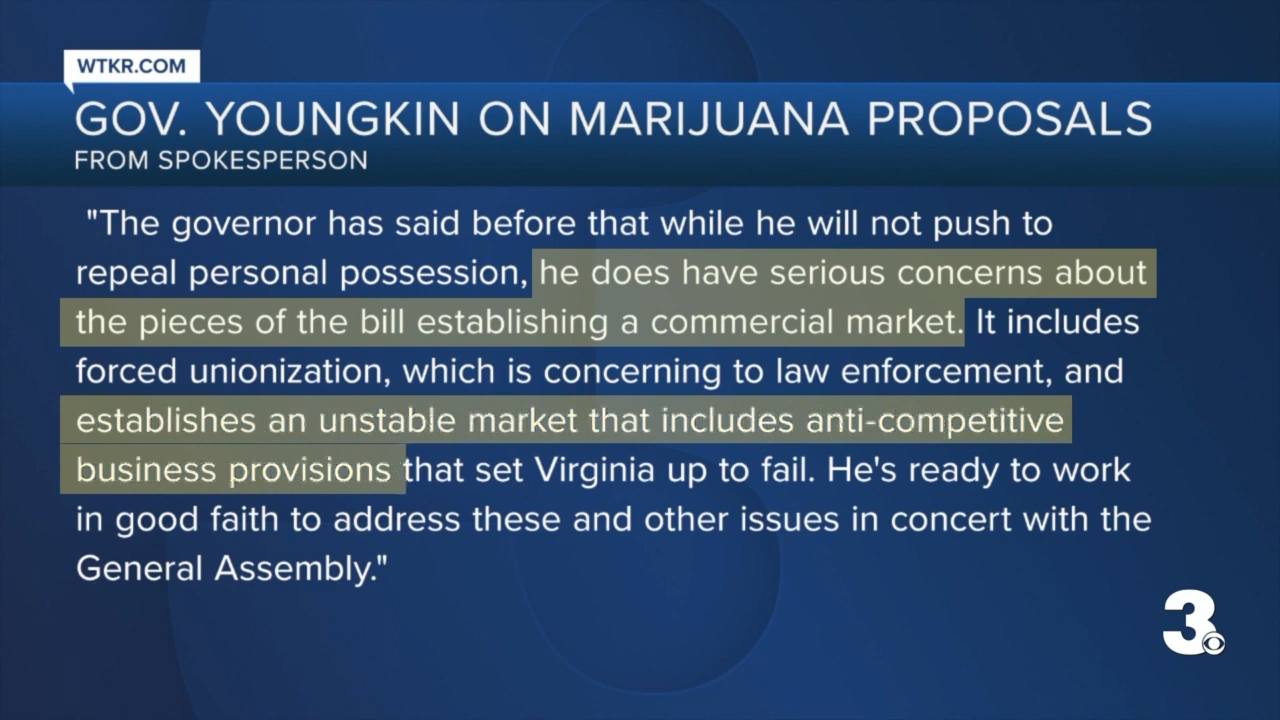 WTKR.COM
GOV. YOUNGKIN ON MARIJUANA PROPOSALS
FROM SPOKESPERSON
"The governor has said before that while he will not push to
repeal personal possession, he does have serious concerns about
the pieces of the bill establishing a commercial market. It includes
forced unionization, which is concerning to law enforcement, and
establishes an unstable market that includes anti-competitive
business provisions that set Virginia up to fail. He's ready to work
in good faith to address these and other issues in concert with the
General Assembly."
3